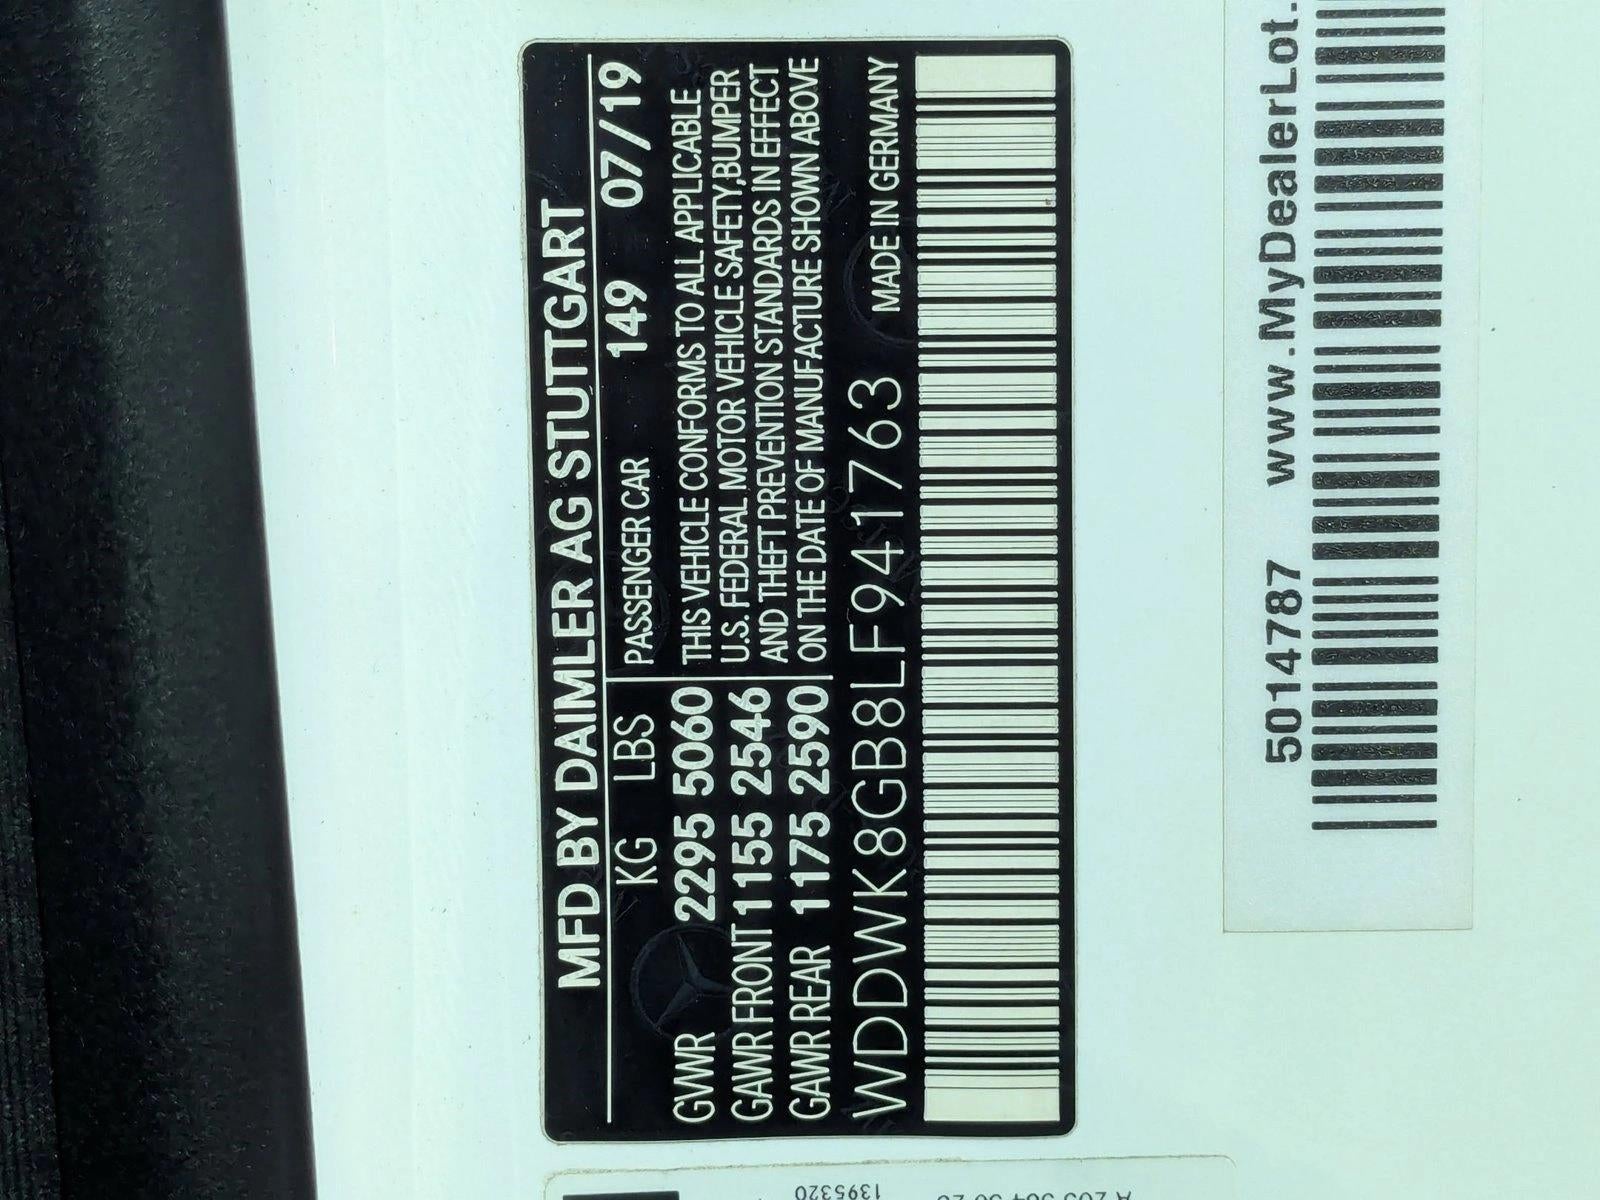 MFD BY DAIMLER AG STUTTGART
KG LBS PASSENGER CAR 149 07/19
GVWR 2295 5060
GAWR FRONT 1155 2546
GAWR REAR 1175 2590
THIS VEHICLE CONFORMS TO ALL APPLICABLE
U.S. FEDERAL MOTOR VEHICLE SAFETY,BUMPER
AND THEFT PREVENTION STANDARDS IN EFFECT
ON THE DATE OF MANUFACTURE SHOWN ABOVE
WDDWK8GB8LF941763 MADE IN GERMANY
5014787 www.MyDealerLot.
1395320